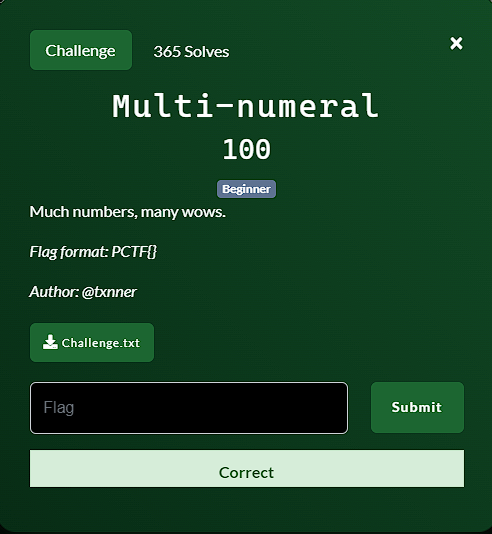 Challenge 365 Solves ×
Multi-numeral
100
Beginner
Much numbers, many wows.
Flag format: PCTF{}
Author: @txnner
Challenge.txt
Flag Submit
Correct